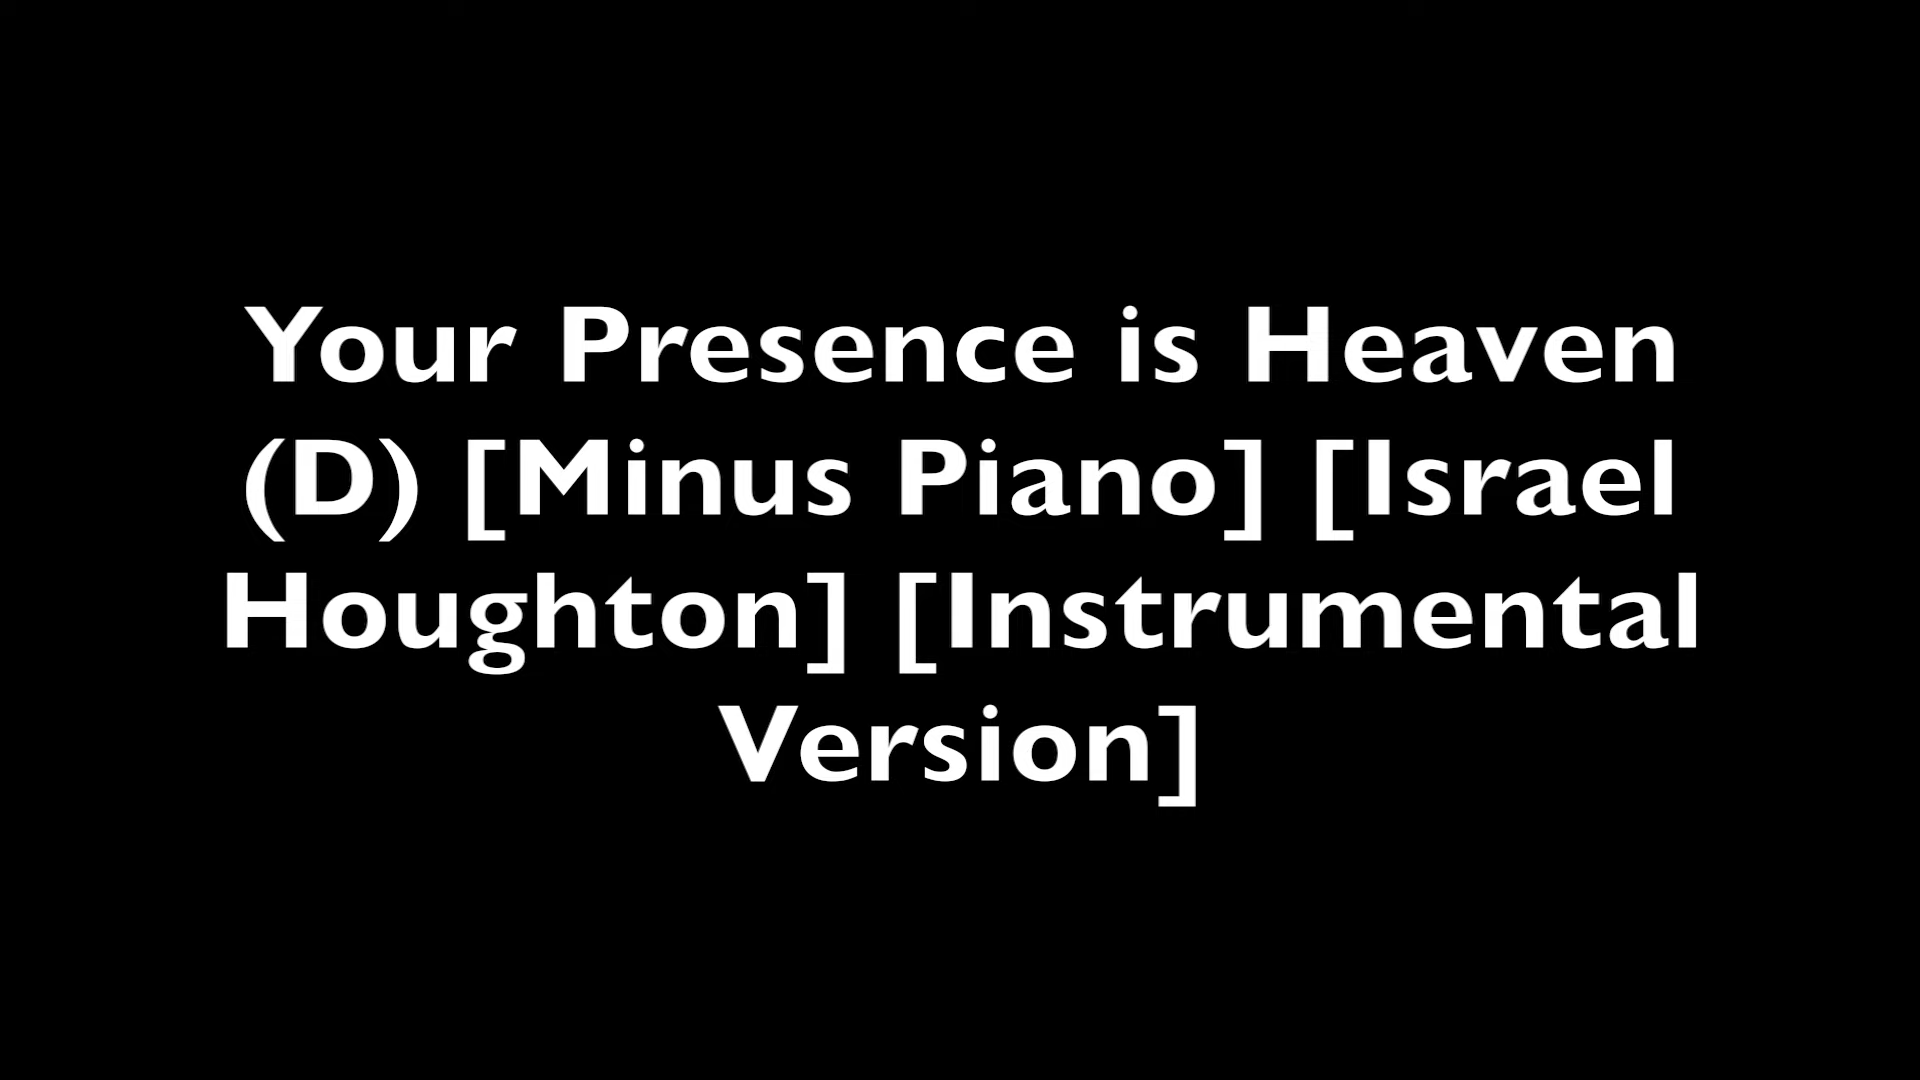 Your Presence is Heaven
(D) [Minus Piano] [Israel
Houghton] [Instrumental
Version]